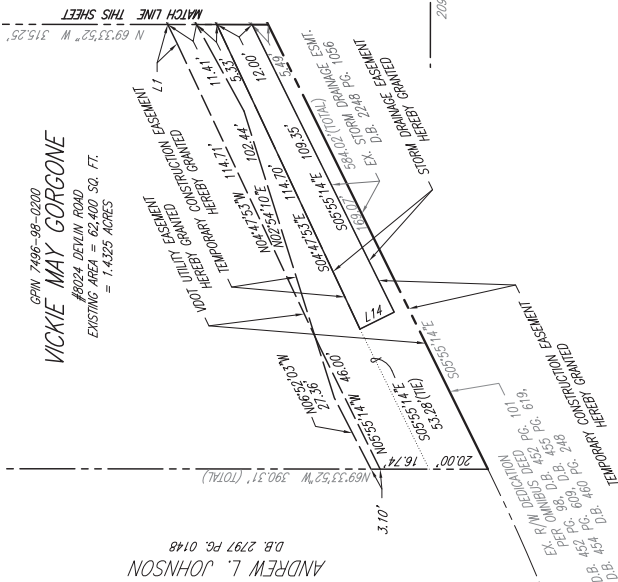 MATCH LINE THIS SHEET
N 69°33'52" W 315.25'
209
GPIN 7496-98-0200
VICKIE MAY GORGONE
#8024 DEVLIN ROAD
EXISTING AREA = 62,400 SQ. FT.
= 1.4325 ACRES
L1
11.41'
5.33'
12.00'
5.49'
VDOT UTILITY EASEMENT
HEREBY GRANTED
TEMPORARY CONSTRUCTION EASEMENT
HEREBY GRANTED
N04°47'53"W 114.71'
N02°54'10"E 102.44'
S04°47'53"E 114.70'
S05°55'14"E 109.35'
169.07'
584.02'(TOTAL)
EX. STORM DRAINAGE ESMT.
D.B. 2248 PG. 1056
STORM DRAINAGE EASEMENT
HEREBY GRANTED
L14
N06°52'03"W
27.36'
N05°55'14"W 46.00'
S05°55'14"E
53.28'(TIE)
S05°55'14"E
TEMPORARY CONSTRUCTION EASEMENT
HEREBY GRANTED
N69°33'52"W 390.31' (TOTAL)
3.10'
16.74'
20.00'
EX. R/W DEDICATION
PER OMNIBUS DEED PG. 101
D.B. 452 PG. 619,
D.B. 455 PG.
98, D.B. 248
D.B. 452 PG. 609,
D.B. 454 PG. 460
ANDREW L. JOHNSON
D.B. 2797 PG. 0148